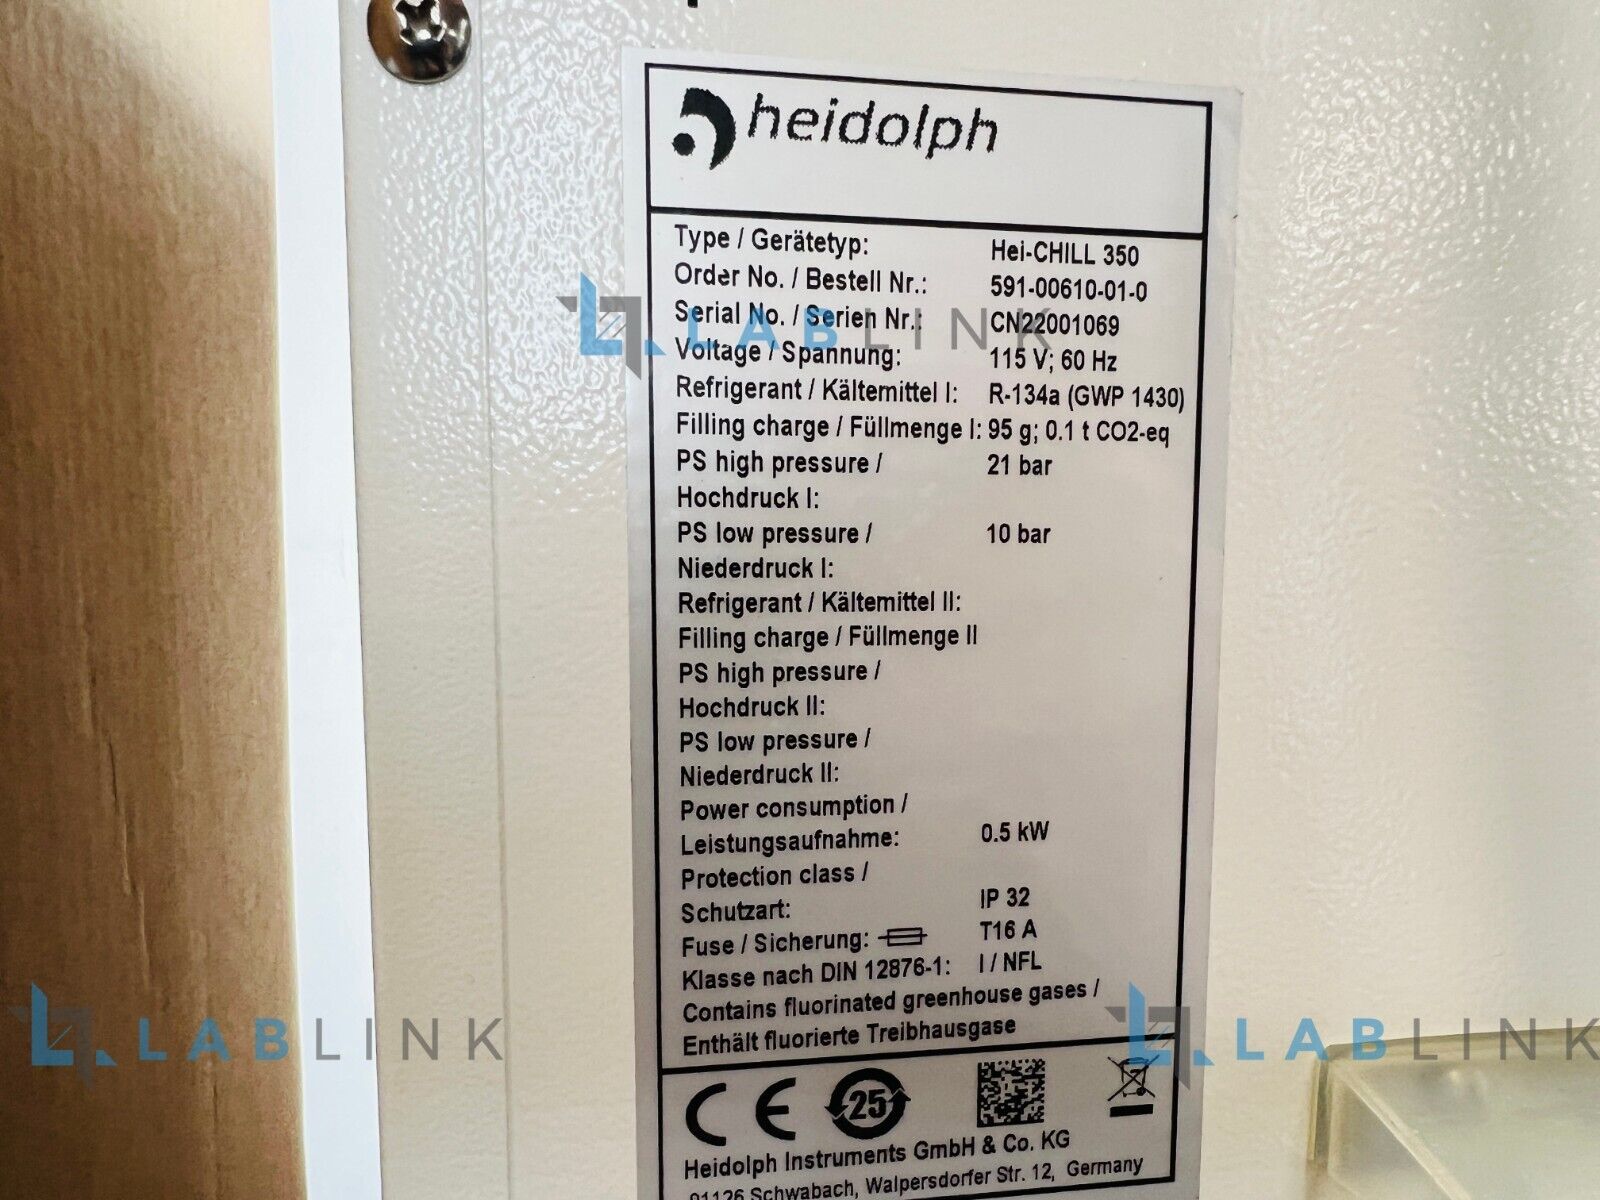 heidolph
Type / Gerätetyp: Hei-CHILL 350
Order No. / Bestell Nr.: 591-00610-01-0
Serial No. / Serien Nr.: CN22001069
Voltage / Spannung: 115 V; 60 Hz
Refrigerant / Kältemittel I: R-134a (GWP 1430)
Filling charge / Füllmenge I: 95 g; 0.1 t CO2-eq
PS high pressure / 21 bar
Hochdruck I:
PS low pressure / 10 bar
Niederdruck I:
Refrigerant / Kältemittel II:
Filling charge / Füllmenge II
PS high pressure /
Hochdruck II:
PS low pressure /
Niederdruck II:
Power consumption /
Leistungsaufnahme: 0.5 kW
Protection class /
Schutzart: IP 32
Fuse / Sicherung: T16 A
Klasse nach DIN 12876-1: I / NFL
Contains fluorinated greenhouse gases /
Enthält fluorierte Treibhausgase
CE 25
Heidolph Instruments GmbH & Co. KG
91126 Schwabach, Walpersdorfer Str. 12, Germany
LABLINK
LABLINK
LABLINK